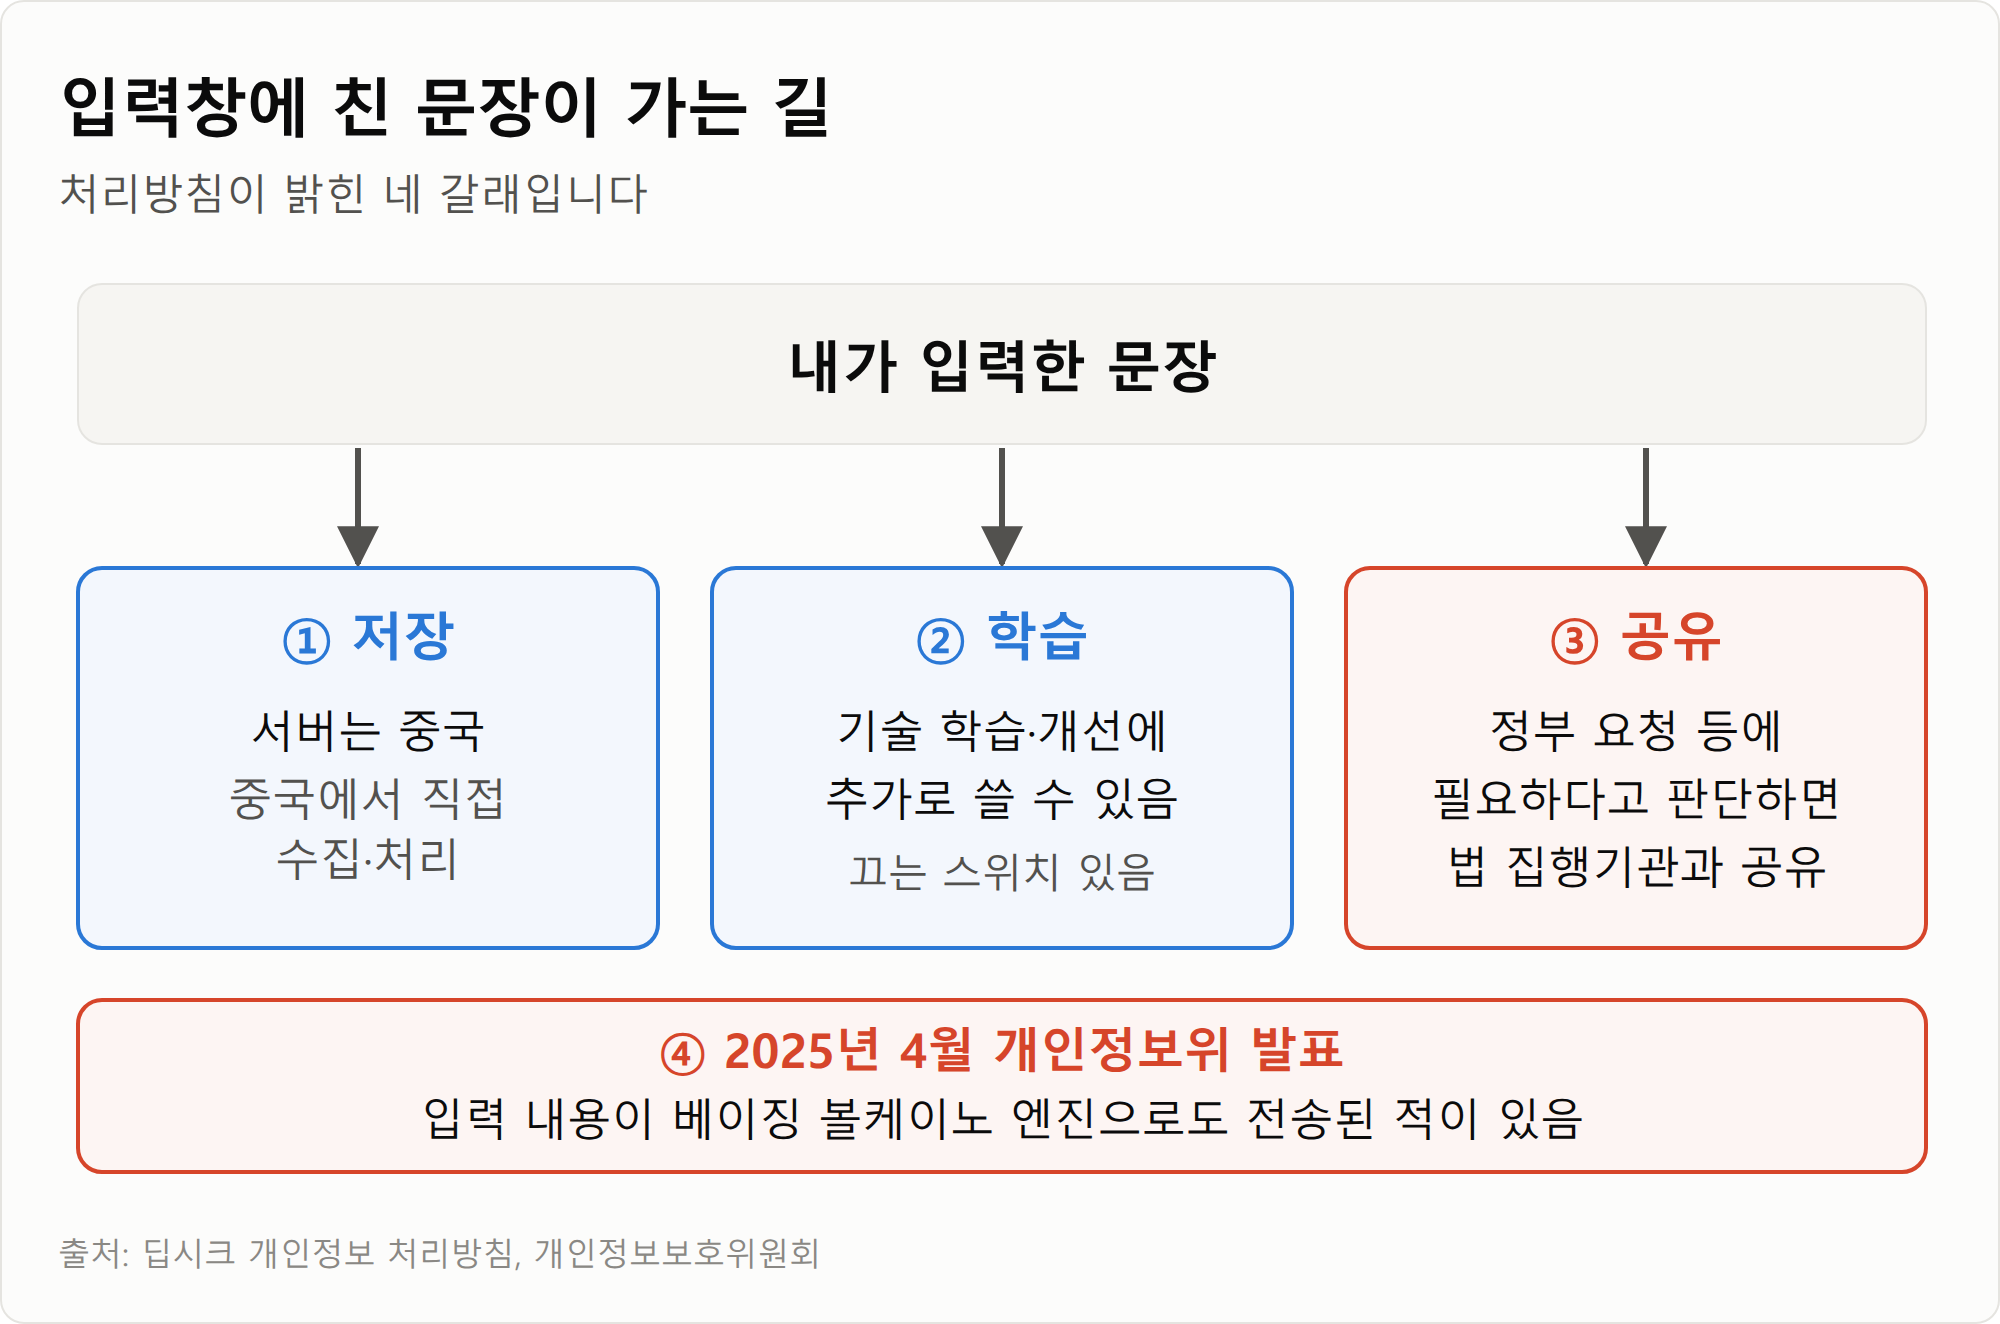 입력창에 친 문장이 가는 길
처리방침이 밝힌 네 갈래입니다
내가 입력한 문장
① 저장
서버는 중국
중국에서 직접
수집·처리
② 학습
기술 학습·개선에
추가로 쓸 수 있음
끄는 스위치 있음
③ 공유
정부 요청 등에
필요하다고 판단하면
법 집행기관과 공유
④ 2025년 4월 개인정보위 발표
입력 내용이 베이징 볼케이노 엔진으로도 전송된 적이 있음
출처: 딥시크 개인정보 처리방침, 개인정보보호위원회